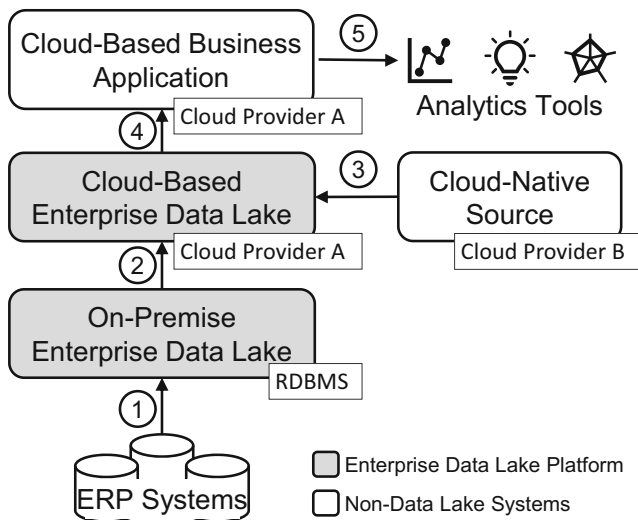 Cloud-Based Business
Application
Cloud Provider A
5
Analytics Tools
4
Cloud-Based
Enterprise Data Lake
Cloud Provider A
3
Cloud-Native
Source
Cloud Provider B
2
On-Premise
Enterprise Data Lake
RDBMS
1
ERP Systems
Enterprise Data Lake Platform
Non-Data Lake Systems